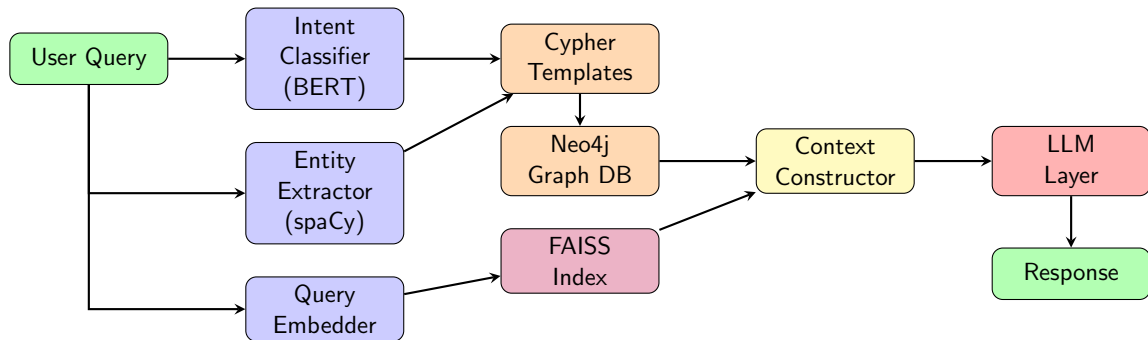 User Query
Intent
Classifier
(BERT)
Entity
Extractor
(spaCy)
Query
Embedder
Cypher
Templates
Neo4j
Graph DB
FAISS
Index
Context
Constructor
LLM
Layer
Response